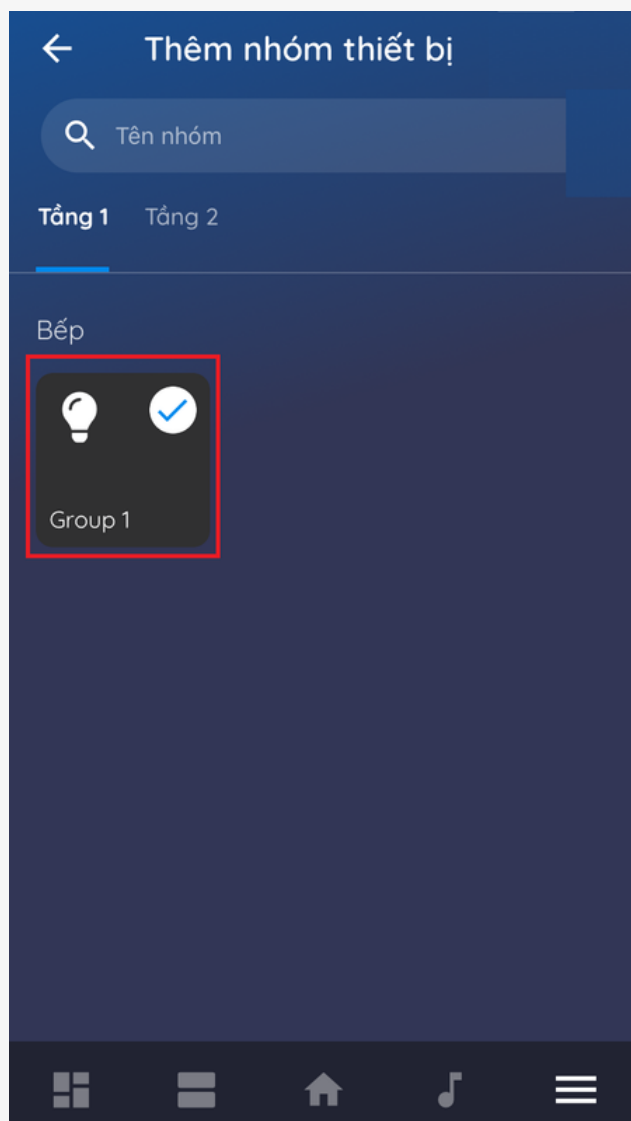 Thêm nhóm thiết bị
Tên nhóm
Tầng 1 Tầng 2
Bếp
Group 1